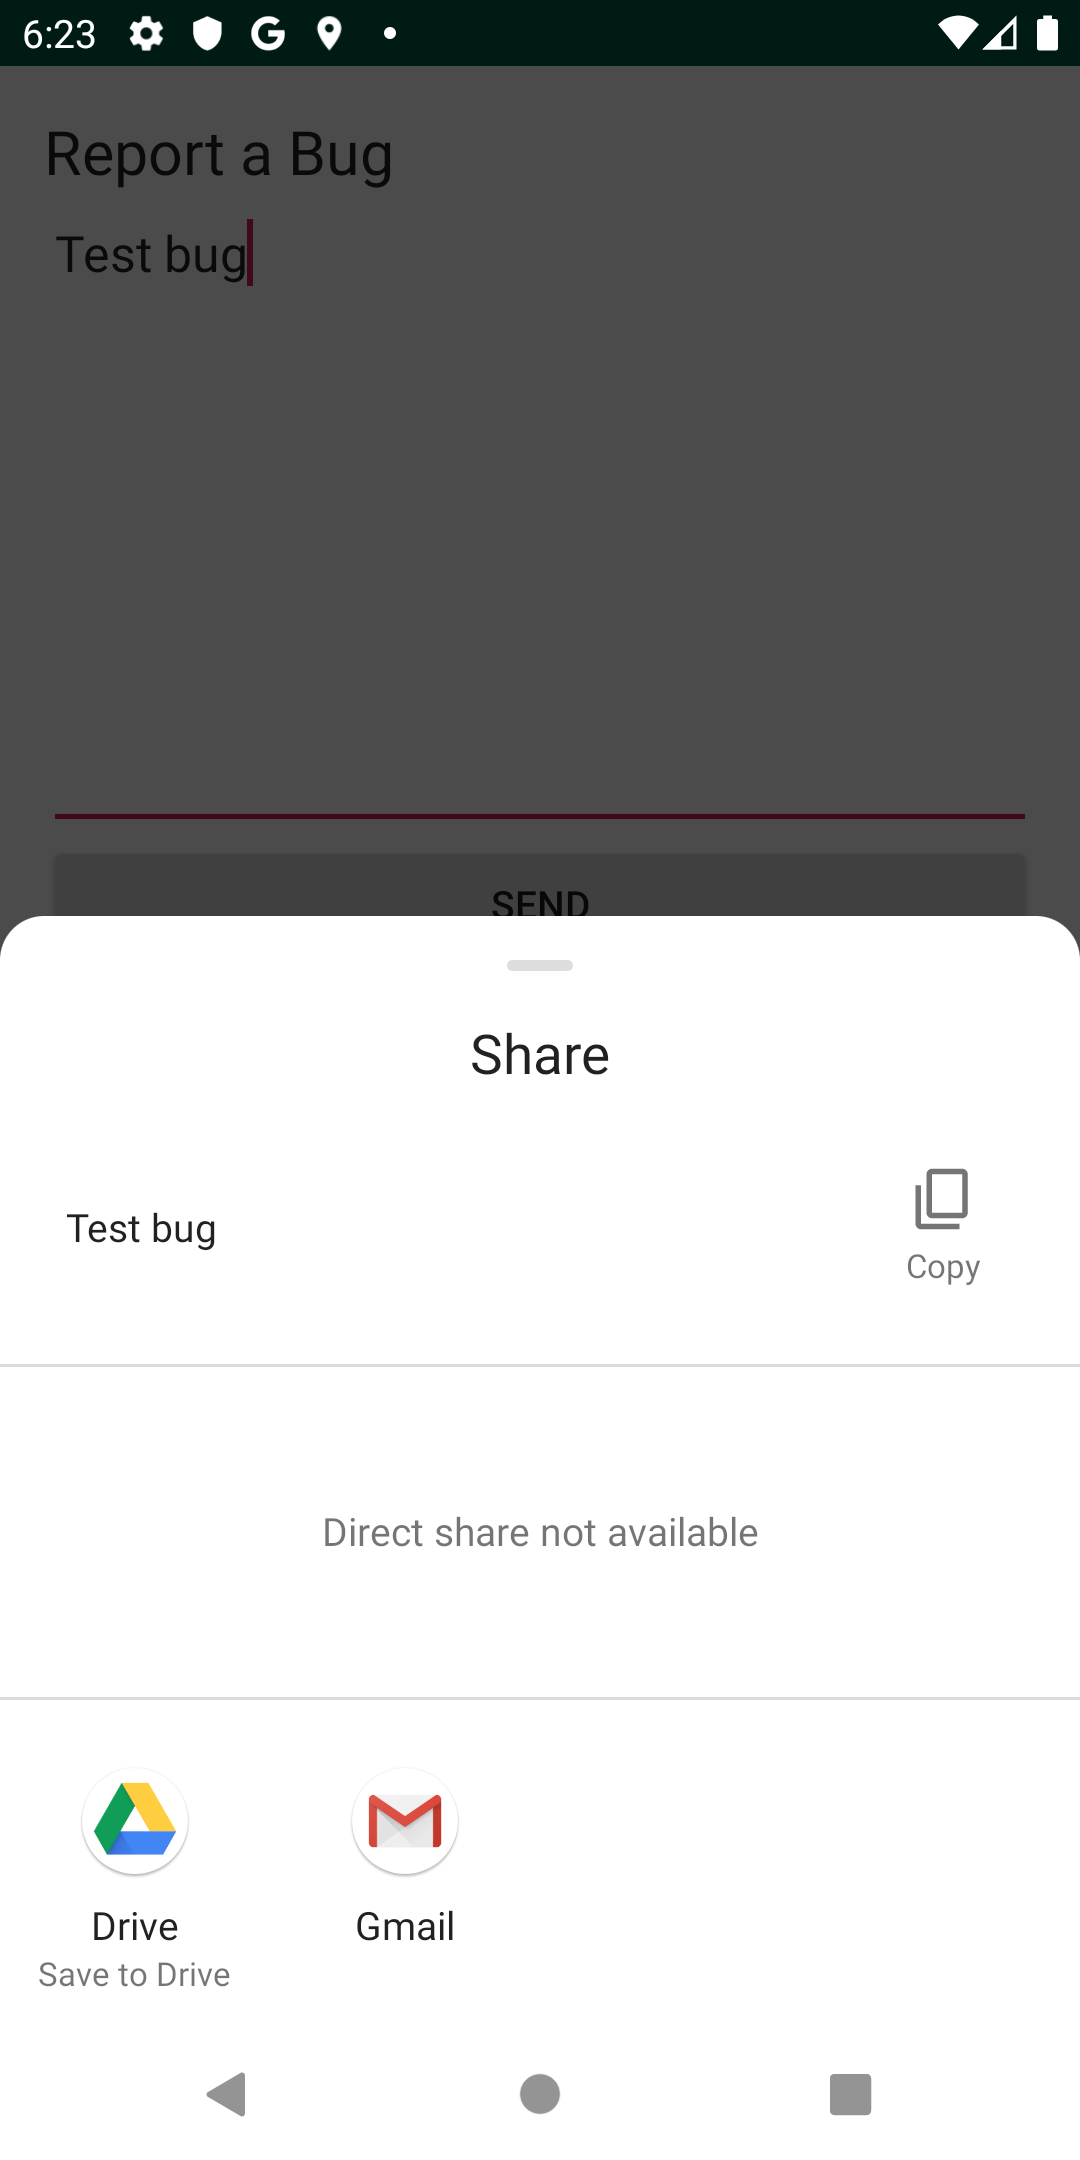 6:23
Report a Bug
Test bug
SEND
Share
Test bug
Copy
Direct share not available
Drive
Save to Drive
Gmail